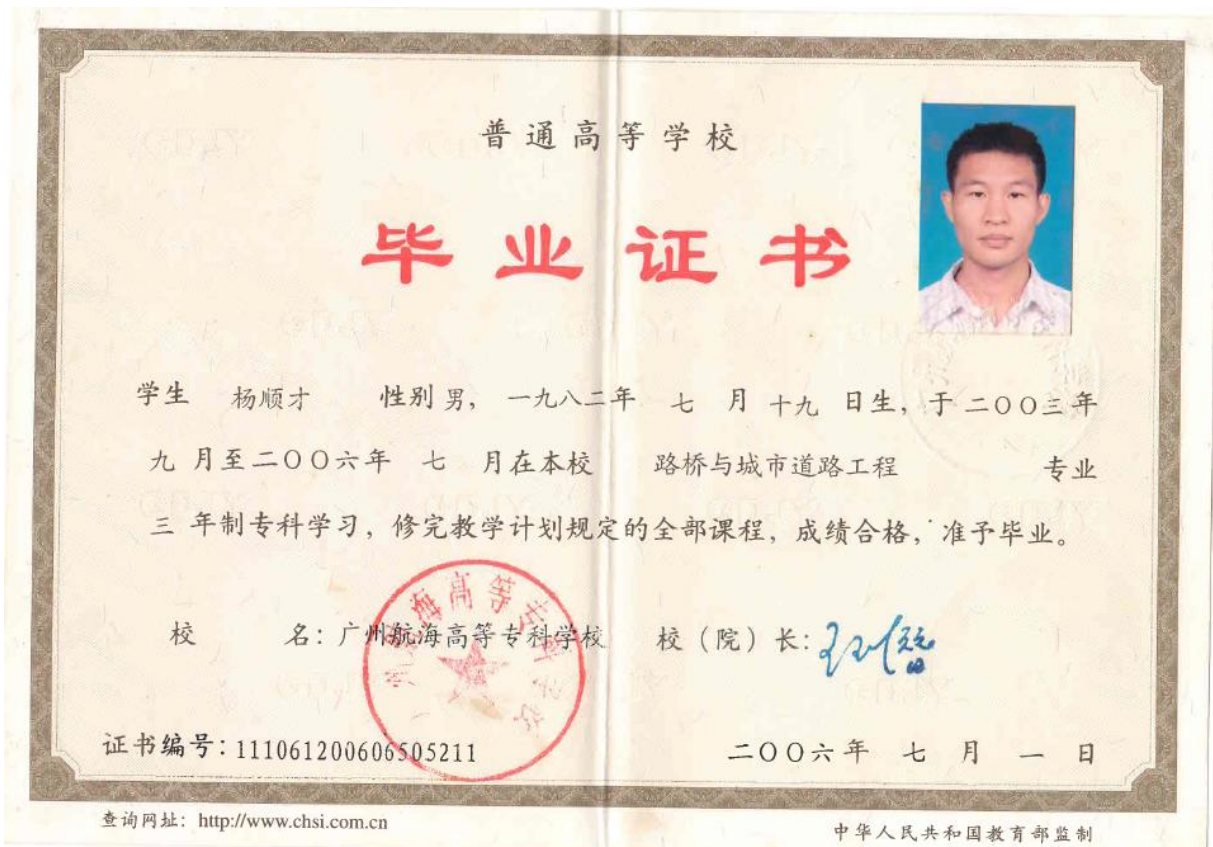 普通高等学校
毕业证书
学生 杨顺才 性别 男, 一九八二年 七 月 十九 日生, 于二〇〇三年
九 月至二〇〇六年 七 月在本校 路桥与城市道路工程 专业
三 年制专科学习, 修完教学计划规定的全部课程, 成绩合格, 准予毕业。
校 名: 广州航海高等专科学校 校(院)长:
证书编号: 111061200606505211 二〇〇六年 七 月 一 日
查询网址: http://www.chsi.com.cn 中华人民共和国教育部监制